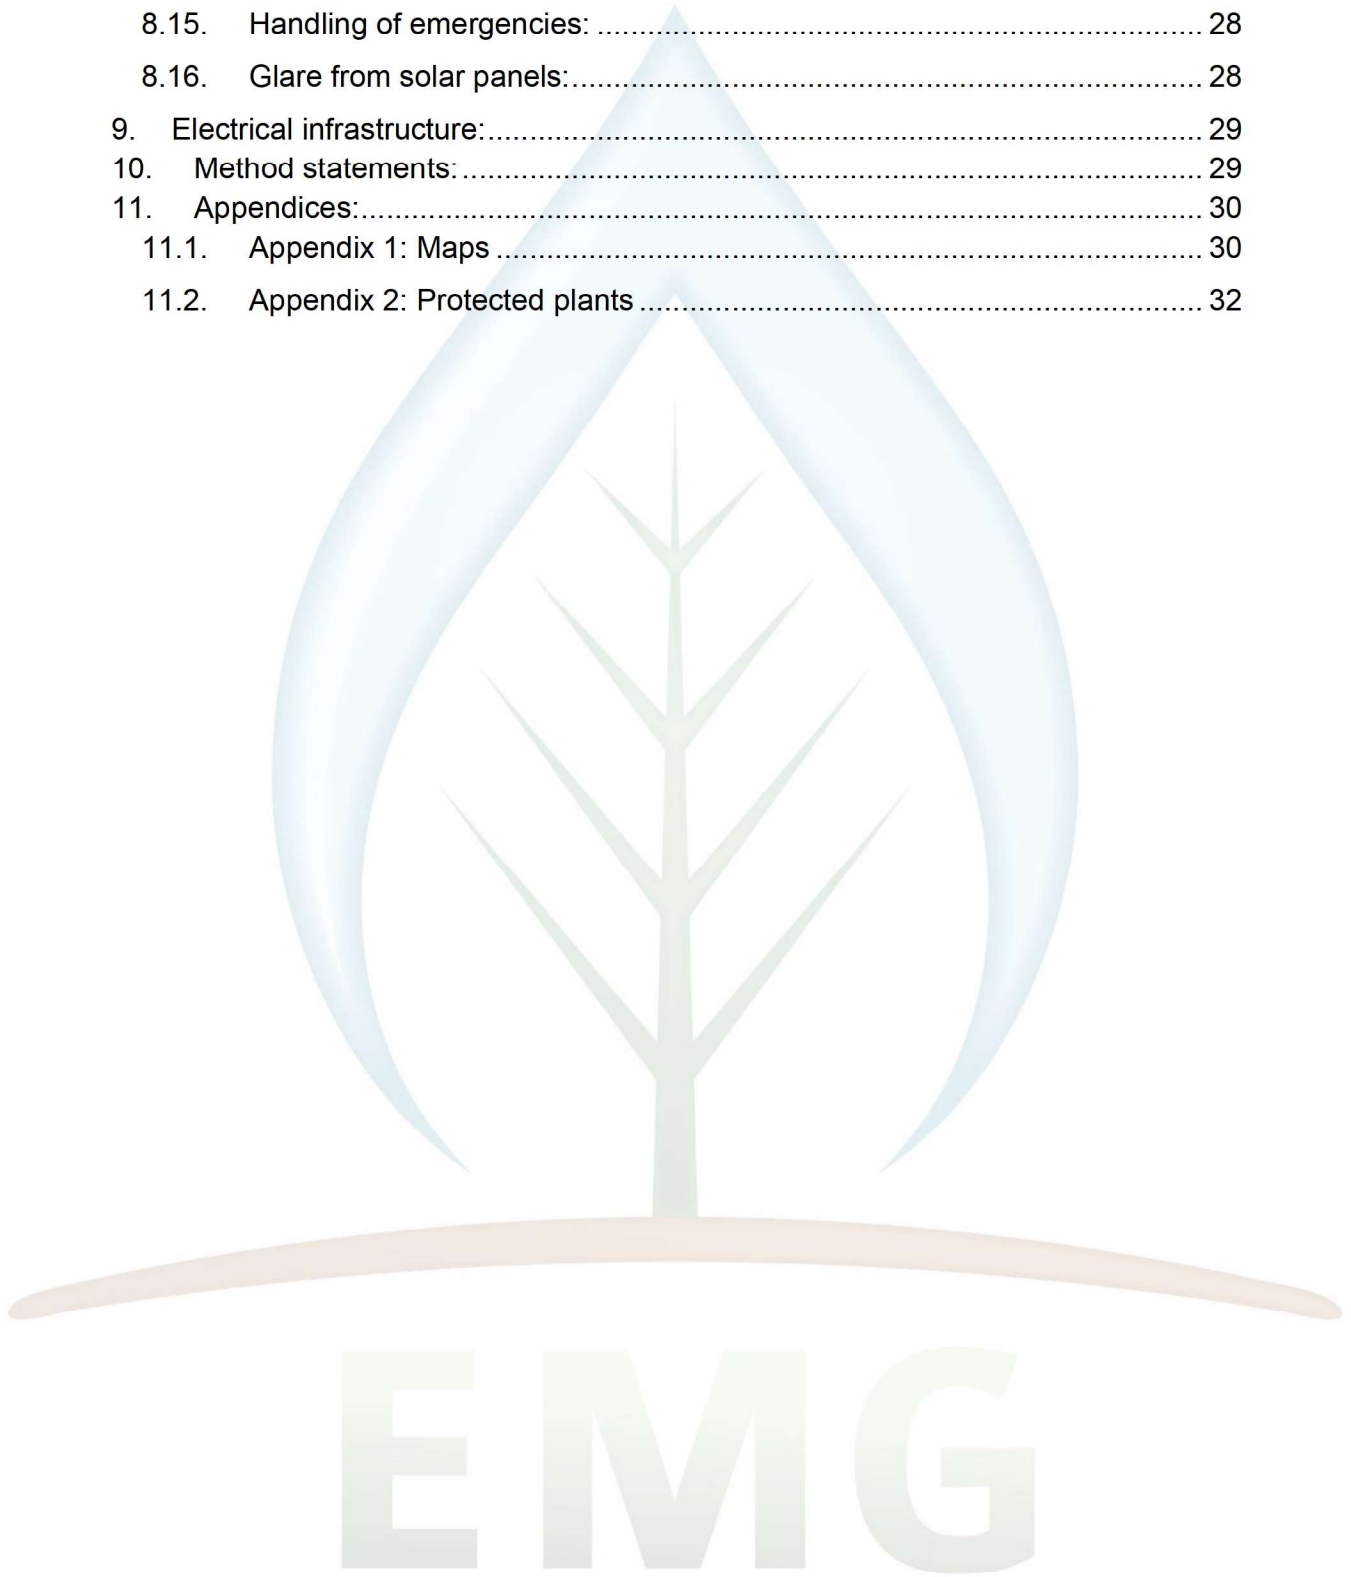 8.15. Handling of emergencies: ........................................................................... 28
8.16. Glare from solar panels:............................................................................... 28
9. Electrical infrastructure:......................................................................................... 29
10. Method statements:............................................................................................ 29
11. Appendices:......................................................................................................... 30
11.1. Appendix 1: Maps ........................................................................................ 30
11.2. Appendix 2: Protected plants ...................................................................... 32
EMG